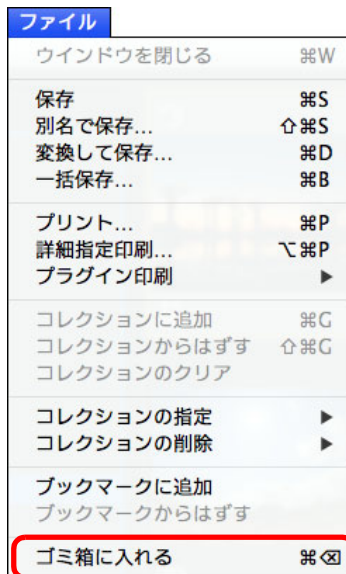 ファイル
ウインドウを閉じる ⌘W
保存 ⌘S
別名で保存... ⇧⌘S
変換して保存... ⌘D
一括保存... ⌘B
プリント... ⌘P
詳細指定印刷... ⌥⌘P
プラグイン印刷 ▶
コレクションに追加 ⌘G
コレクションからはずす ⇧⌘G
コレクションのクリア
コレクションの指定 ▶
コレクションの削除 ▶
ブックマークに追加
ブックマークからはずす
ゴミ箱に入れる ⌘⌫